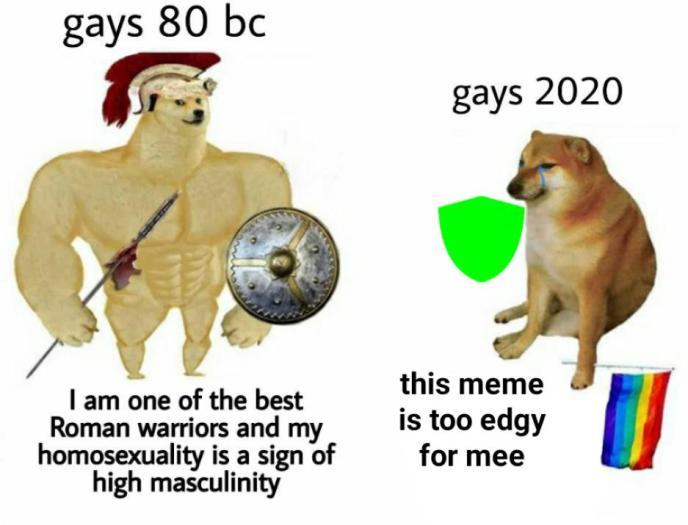 gays 80 bc
I am one of the best
Roman warriors and my
homosexuality is a sign of
high masculinity
gays 2020
this meme
is too edgy
for mee